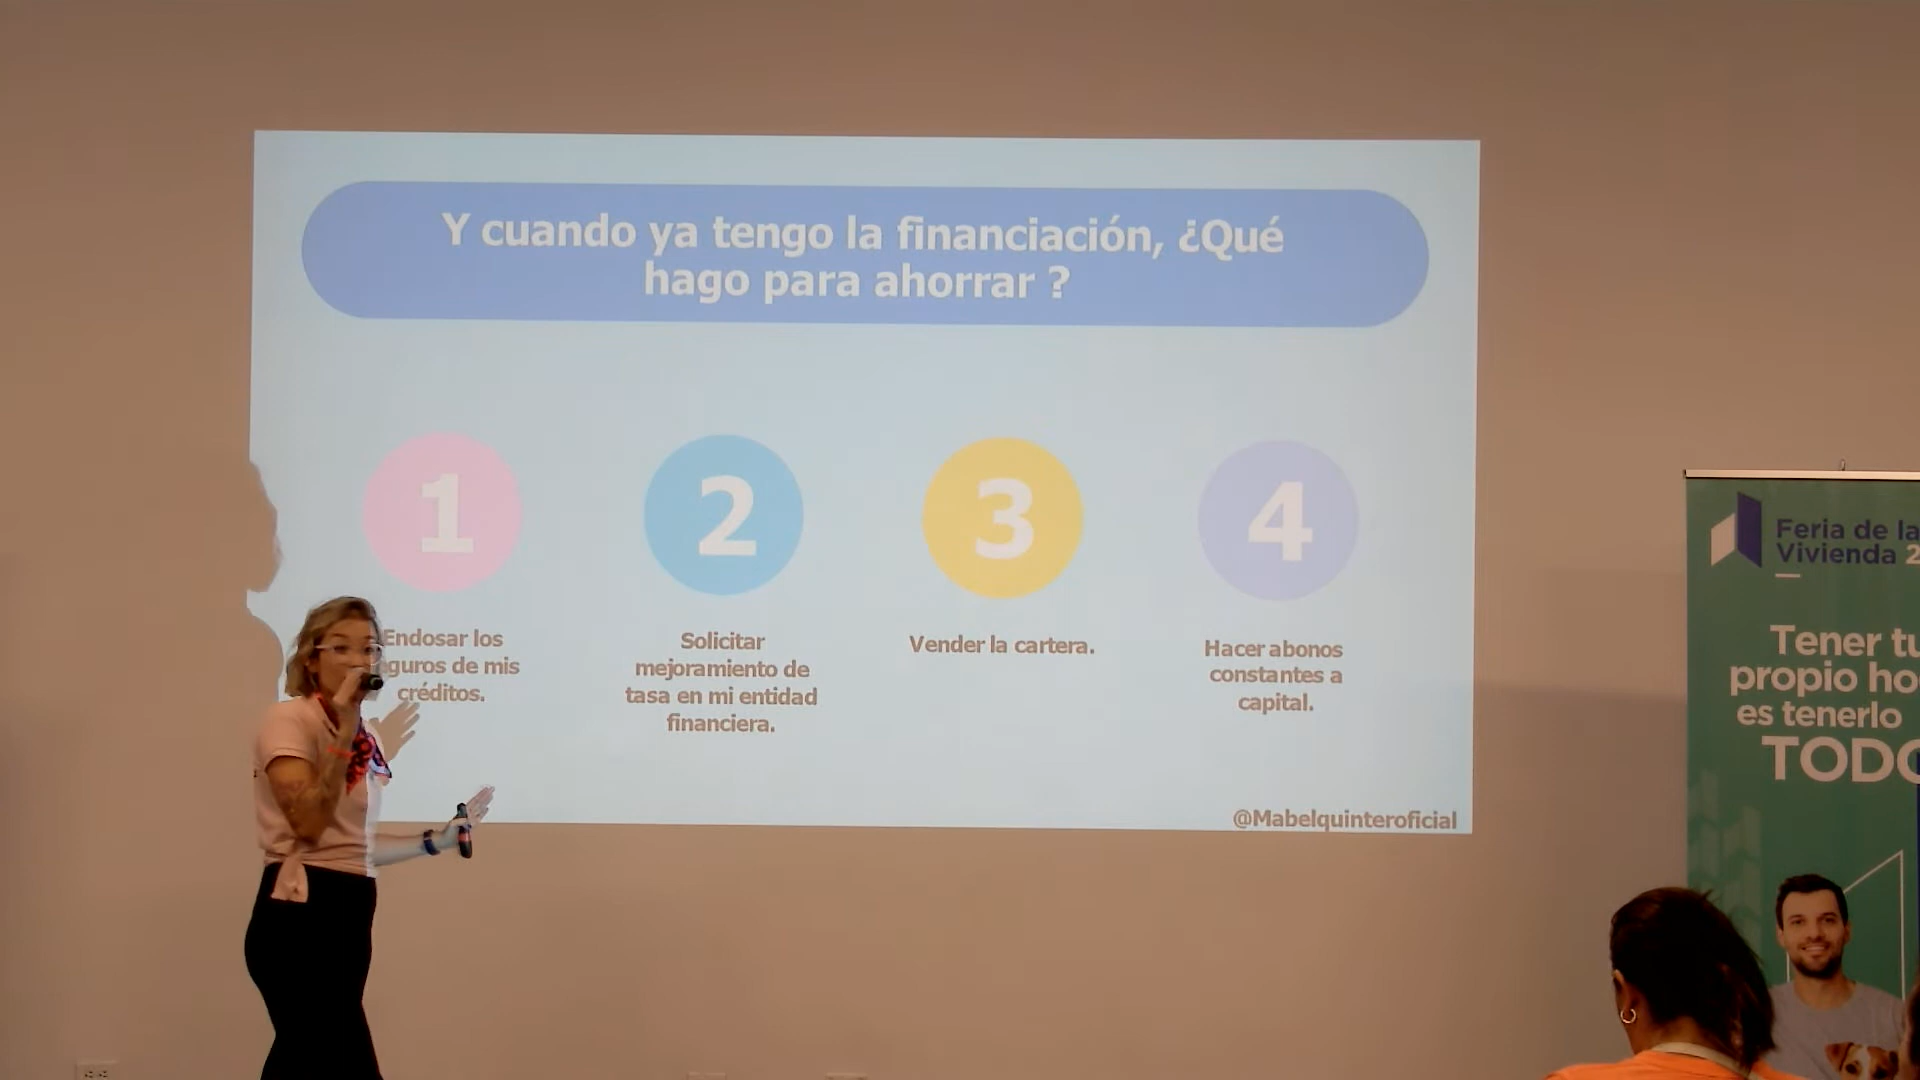 Y cuando ya tengo la financiación, ¿Qué
hago para ahorrar ?
1
Endosar los
créditos.
2
Solicitar
mejoramiento de
tasa en mi entidad
financiera.
3
Vender la cartera.
4
Hacer abonos
constantes a
capital.
@Mabelquinteroficial
Feria de la
Vivienda 2
Tener tu
propio
es tenerlo